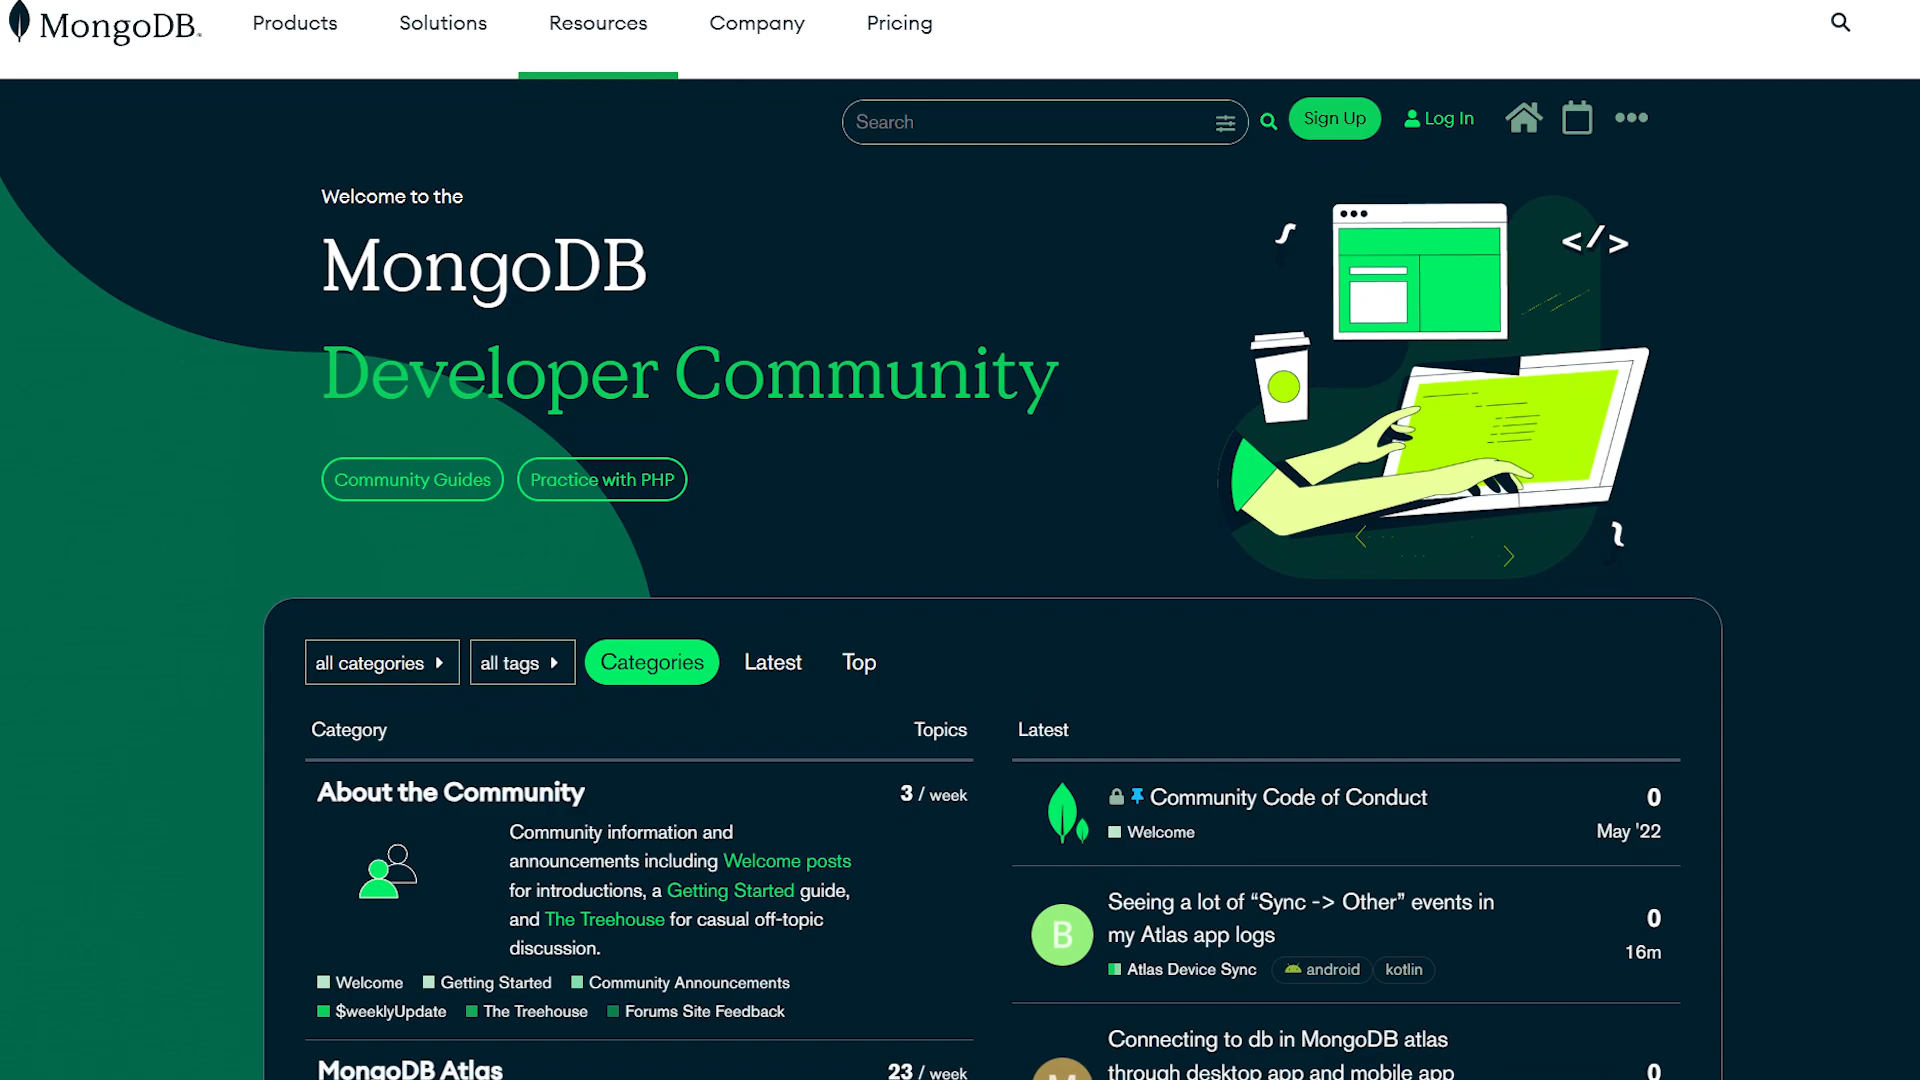 MongoDB.
Products
Solutions
Resources
Company
Pricing
Search
Sign Up
Log In
Welcome to the
MongoDB
Developer Community
Community Guides
Practice with PHP
</>
all categories
all tags
Categories
Latest
Top
Category
Topics
About the Community
3 / week
Community information and
announcements including Welcome posts
for introductions, a Getting Started guide,
and The Treehouse for casual off-topic
discussion.
Welcome
Getting Started
Community Announcements
$weeklyUpdate
The Treehouse
Forums Site Feedback
MongoDB Atlas
23 / week
Latest
Community Code of Conduct
0
Welcome
May '22
Seeing a lot of “Sync -> Other” events in
my Atlas app logs
0
16m
B
Atlas Device Sync
android
kotlin
Connecting to db in MongoDB atlas
through desktop app and mobile app
0
M